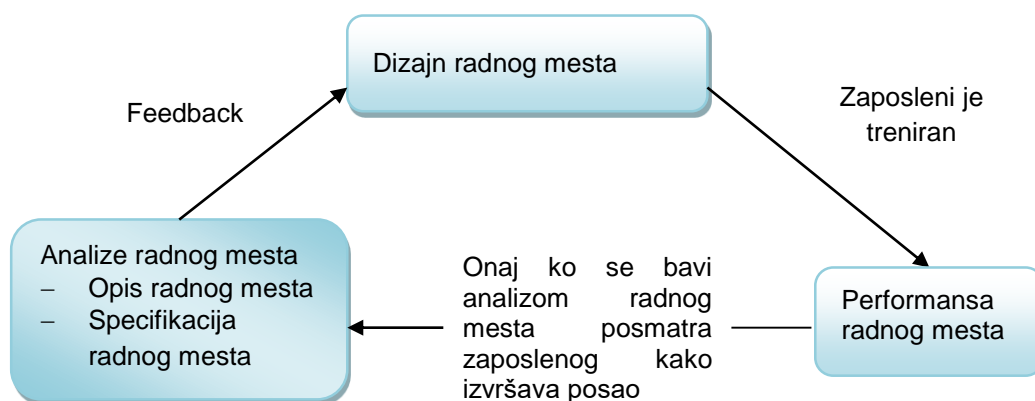 Dizajn radnog mesta
Feedback
Zaposleni je
treniran
Analize radnog mesta
– Opis radnog mesta
– Specifikacija
radnog mesta
Onaj ko se bavi
analizom radnog
mesta posmatra
zaposlenog kako
izvršava posao
Performansa
radnog mesta